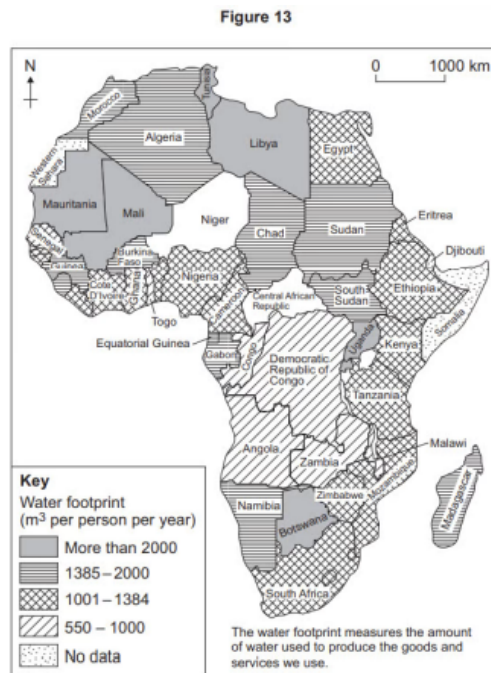 Figure 13
N
0 1000 km
Tunisia
Morocco
Algeria
Libya
Egypt
Western
Sahara
Mauritania
Mali
Niger
Chad
Sudan
Eritrea
Senegal
Burkina
Faso
Djibouti
Guinea
Nigeria
Cote
D'Ivoire
Ghana
Togo
Cameroon
Central African
Republic
South
Sudan
Ethiopia
Somalia
Equatorial Guinea
Gabon
Congo
Democratic
Republic of
Congo
Uganda
Kenya
Tanzania
Angola
Zambia
Malawi
Mozambique
Zimbabwe
Namibia
Botswana
Madagascar
South Africa
Key
Water footprint
(m³ per person per year)
More than 2000
1385–2000
1001–1384
550–1000
No data
The water footprint measures the amount
of water used to produce the goods and
services we use.